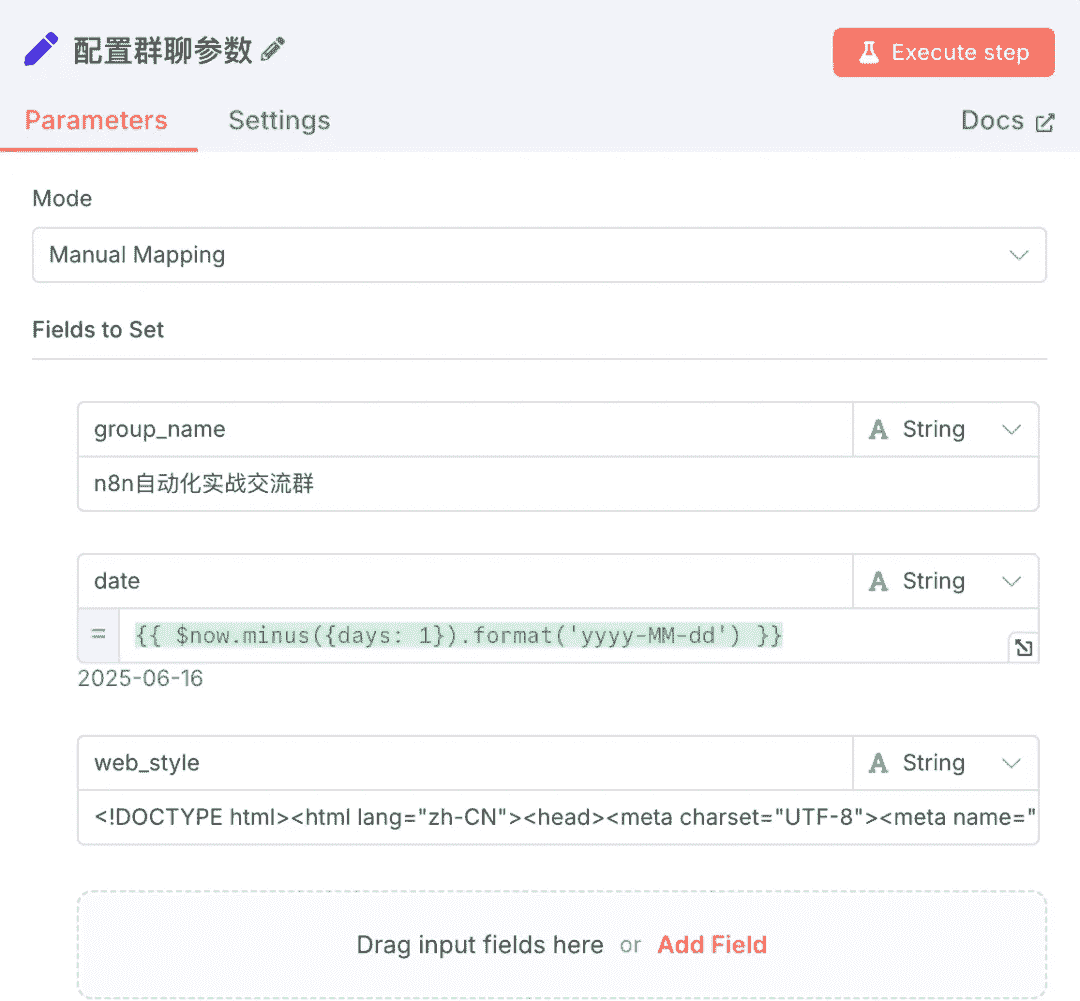 配置群聊参数
Execute step
Parameters
Settings
Docs
Mode
Manual Mapping
Fields to Set
group_name
A String
n8n自动化实战交流群
date
A String
= {{ $now.minus({days: 1}).format('yyyy-MM-dd') }}
2025-06-16
web_style
A String
<!DOCTYPE html><html lang="zh-CN"><head><meta charset="UTF-8"><meta name="
Drag input fields here or Add Field